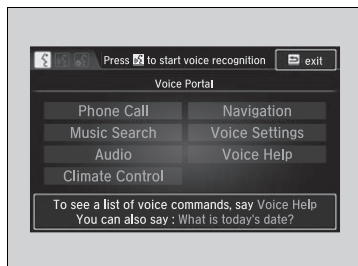 Press to start voice recognition
exit
Voice Portal
Phone Call
Navigation
Music Search
Voice Settings
Audio
Voice Help
Climate Control
To see a list of voice commands, say Voice Help
You can also say : What is today's date?